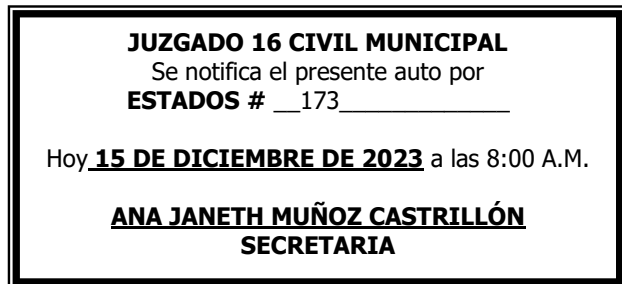 JUZGADO 16 CIVIL MUNICIPAL
Se notifica el presente auto por
ESTADOS # __173_____________
Hoy 15 DE DICIEMBRE DE 2023 a las 8:00 A.M.
ANA JANETH MUÑOZ CASTRILLÓN
SECRETARIA